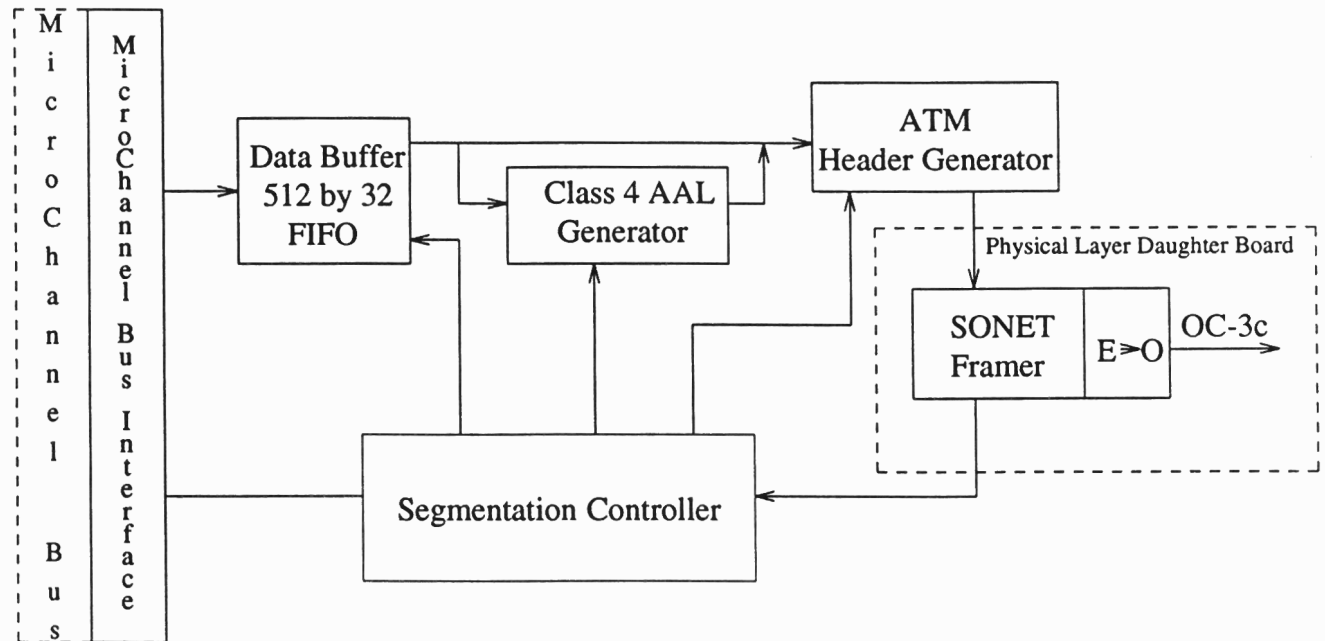 MicroChannel Bus
MicroChannel Bus Interface
Data Buffer
512 by 32
FIFO
Class 4 AAL
Generator
ATM
Header Generator
Physical Layer Daughter Board
SONET
Framer
E
O
OC-3c
Segmentation Controller